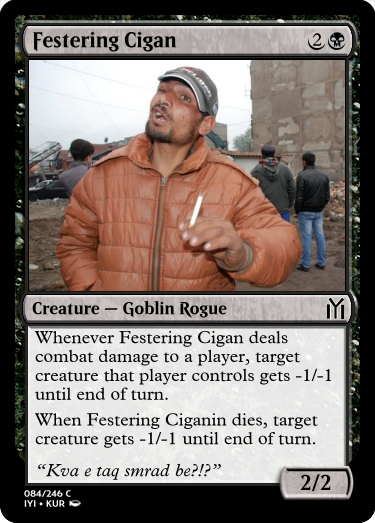 Festering Cigan 2
Creature — Goblin Rogue
Whenever Festering Cigan deals
combat damage to a player, target
creature that player controls gets -1/-1
until end of turn.
When Festering Ciganin dies, target
creature gets -1/-1 until end of turn.
“Kva e taq smrad be?!?”
2/2
084/246 C
IYI • KUR